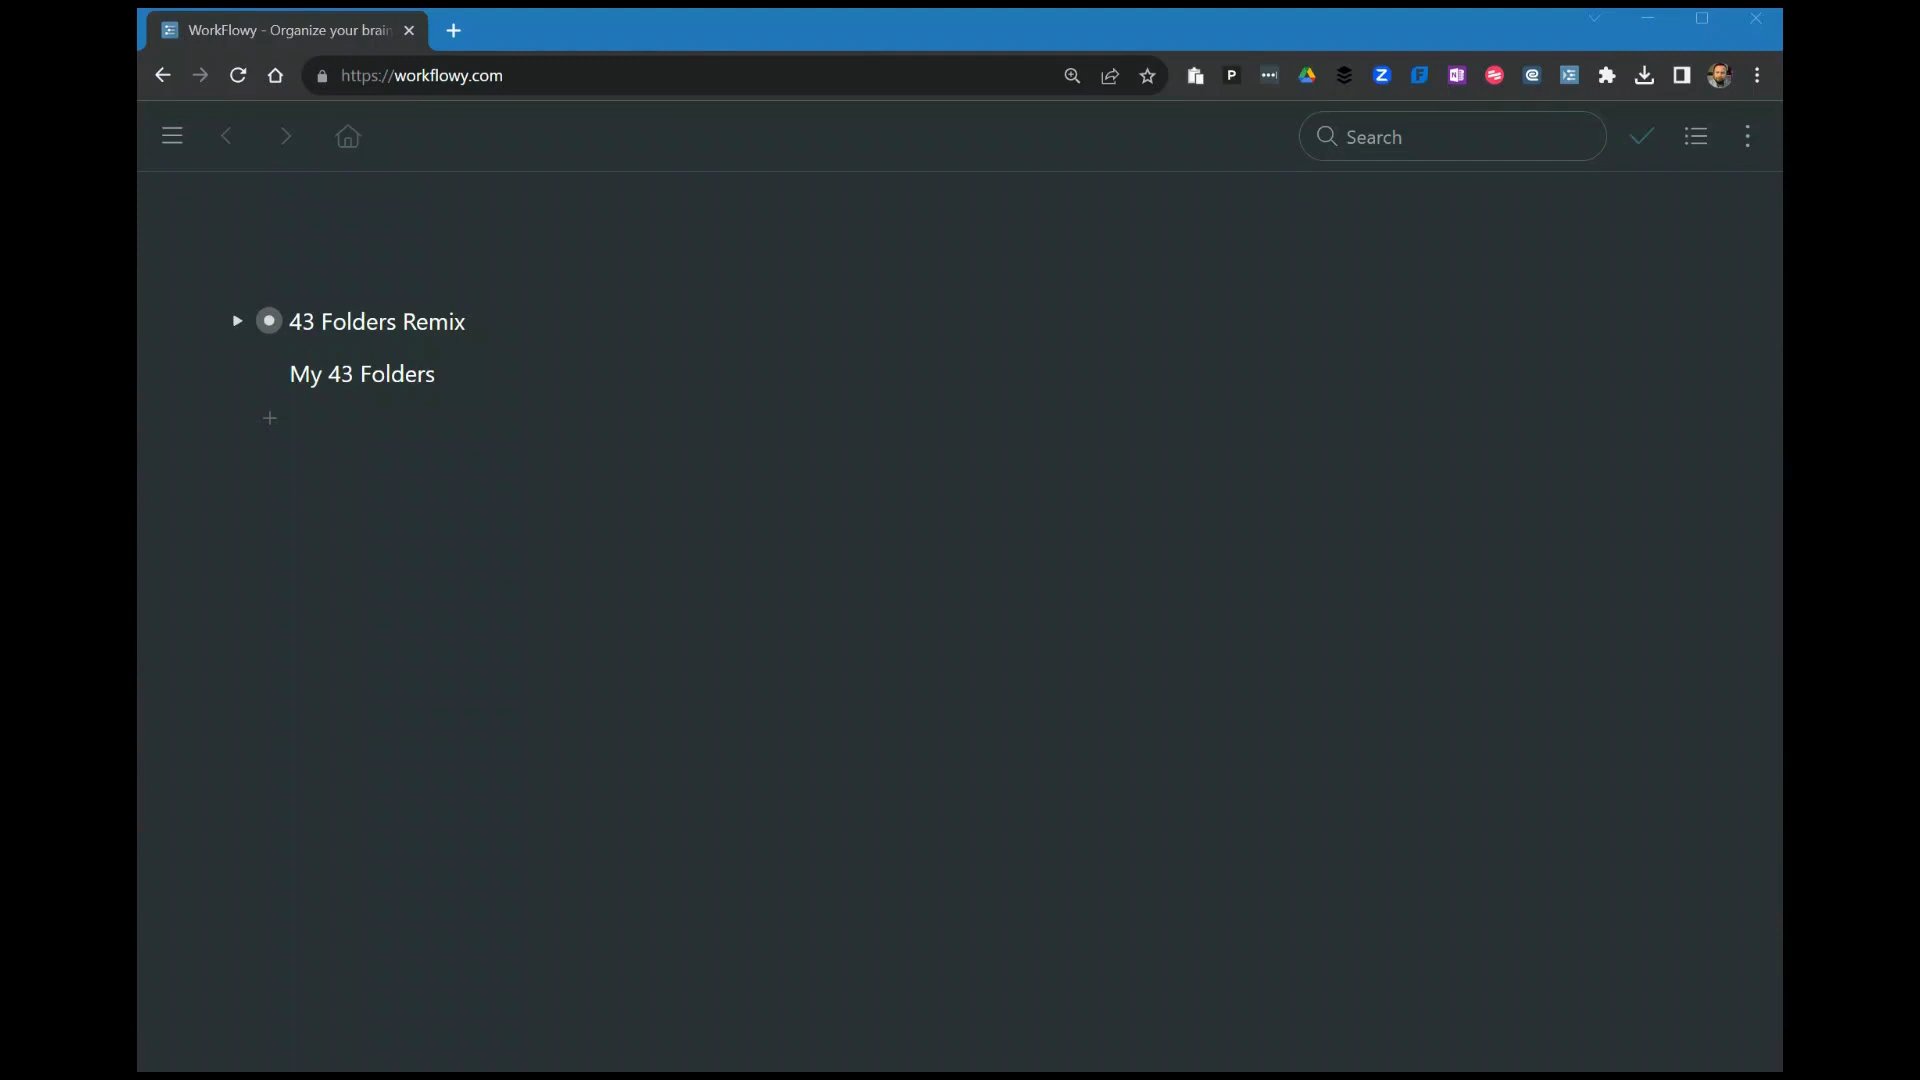 WorkFlowy - Organize your brain
https://workflowy.com
Search
43 Folders Remix
My 43 Folders